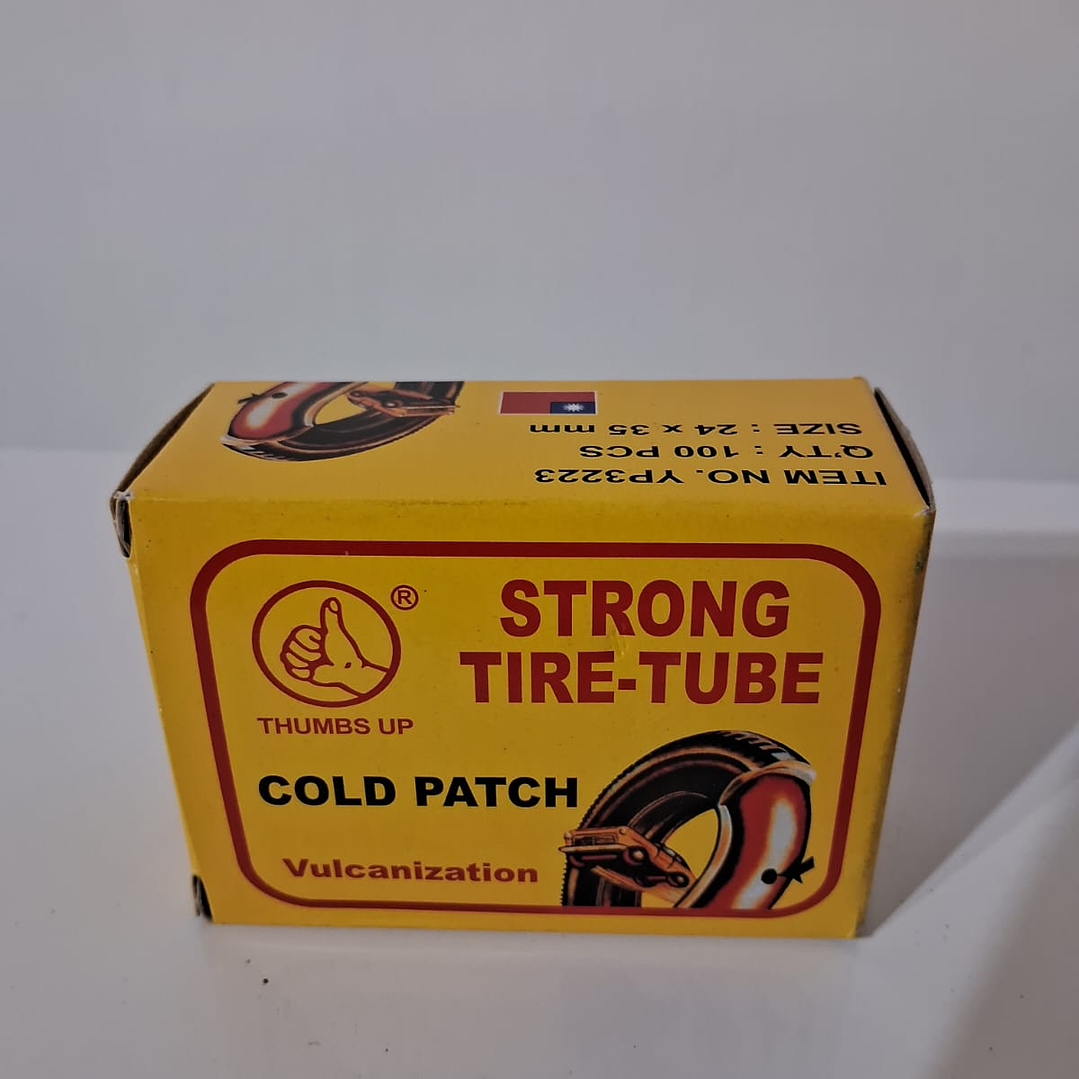 ITEM NO. YP3223
Q'TY : 100 PCS
SIZE : 24 x 35 mm
®
THUMBS UP
STRONG
TIRE-TUBE
COLD PATCH
Vulcanization